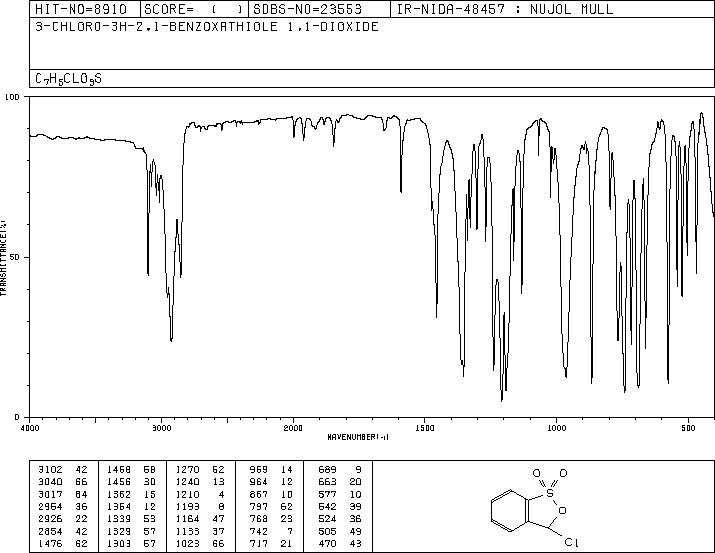 HIT-NO=8910 SCORE= ( ) SDBS-NO=23553 IR-NIDA-48457 : NUJOL MULL
3-CHLORO-3H-2,1-BENZOXATHIOLE 1,1-DIOXIDE
C7H5CLO3S
100
50
0
TRANSMITTANCE(%)
4000 3000 2000 1500 1000 500
WAVENUMBER(-1)
3102 42 1468 58 1270 52 969 14 689 9
3040 66 1456 30 1240 13 964 12 663 20
3017 64 1362 15 1210 4 867 10 577 10
2954 36 1354 12 1193 8 797 62 542 39
2926 22 1339 53 1164 47 768 23 524 36
2854 42 1329 57 1133 37 742 7 505 49
1476 62 1303 57 1023 66 717 21 470 43
O O
S
O
Cl